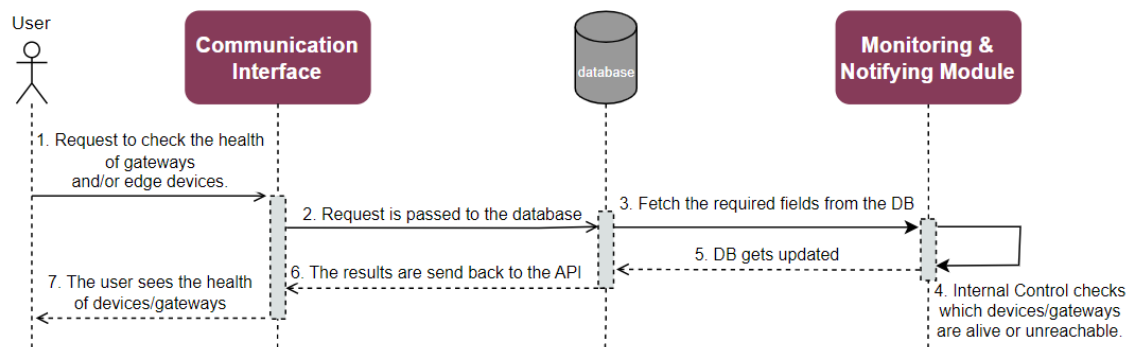 User
Communication
Interface
database
Monitoring &
Notifying Module
1. Request to check the health
of gateways
and/or edge devices.
2. Request is passed to the database
3. Fetch the required fields from the DB
5. DB gets updated
6. The results are send back to the API
7. The user sees the health
of devices/gateways
4. Internal Control checks
which devices/gateways
are alive or unreachable.